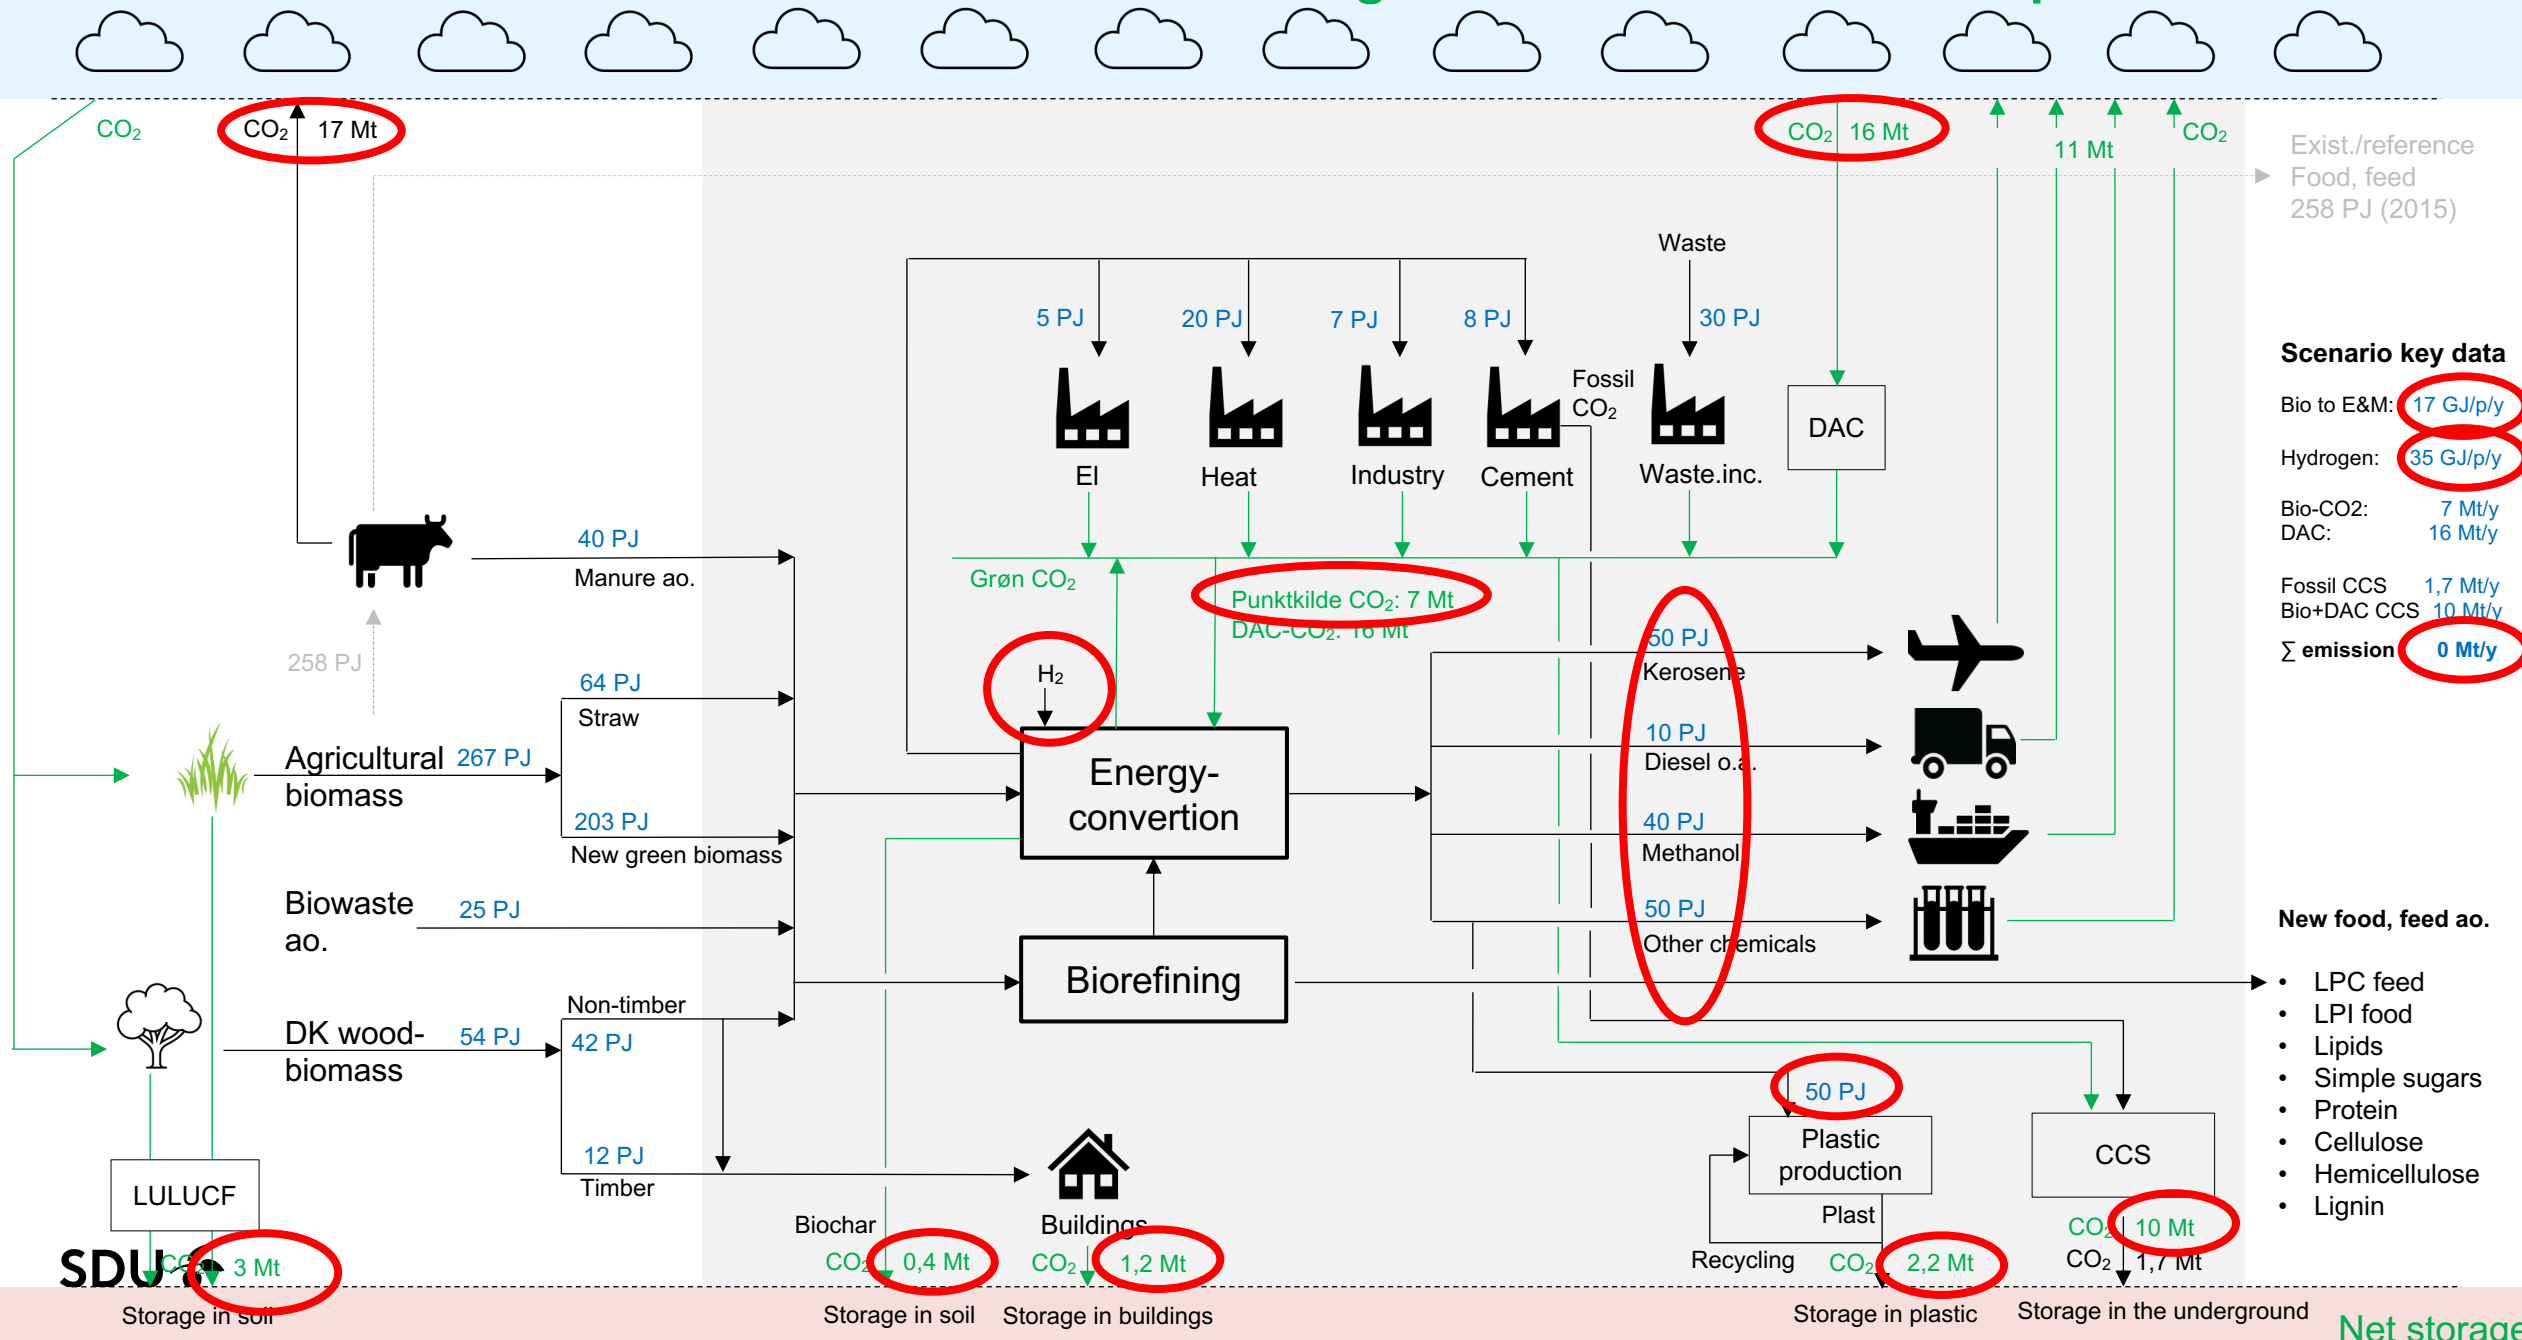 CO₂
CO₂ 17 Mt
CO₂ 16 Mt
11 Mt
CO₂
Exist./reference
Food, feed
258 PJ (2015)
Waste
5 PJ
20 PJ
7 PJ
8 PJ
30 PJ
Fossil
CO₂
El
Heat
Industry
Cement
Waste.inc.
DAC
Scenario key data
Bio to E&M: 17 GJ/p/y
Hydrogen: 35 GJ/p/y
Bio-CO2: 7 Mt/y
DAC: 16 Mt/y
Fossil CCS 1,7 Mt/y
Bio+DAC CCS 10 Mt/y
∑ emission 0 Mt/y
40 PJ
Manure ao.
Grøn CO₂
Punktkilde CO₂: 7 Mt
DAC-CO₂: 16 Mt
H₂
258 PJ
64 PJ
Straw
Agricultural
biomass
267 PJ
203 PJ
New green biomass
Energy-
convertion
50 PJ
Kerosene
10 PJ
Diesel o.a.
40 PJ
Methanol
50 PJ
Other chemicals
Biowaste
ao.
25 PJ
Biorefining
DK wood-
biomass
54 PJ
Non-timber
42 PJ
12 PJ
Timber
New food, feed ao.
• LPC feed
• LPI food
• Lipids
• Simple sugars
• Protein
• Cellulose
• Hemicellulose
• Lignin
50 PJ
Plastic
production
Plast
Recycling
CCS
LULUCF
SDU
CO₂ 3 Mt
Storage in soil
Biochar
CO₂ 0,4 Mt
Storage in soil
Buildings
CO₂ 1,2 Mt
Storage in buildings
CO₂ 2,2 Mt
Storage in plastic
CO₂ 10 Mt
CO₂ 1,7 Mt
Storage in the underground
Net storage